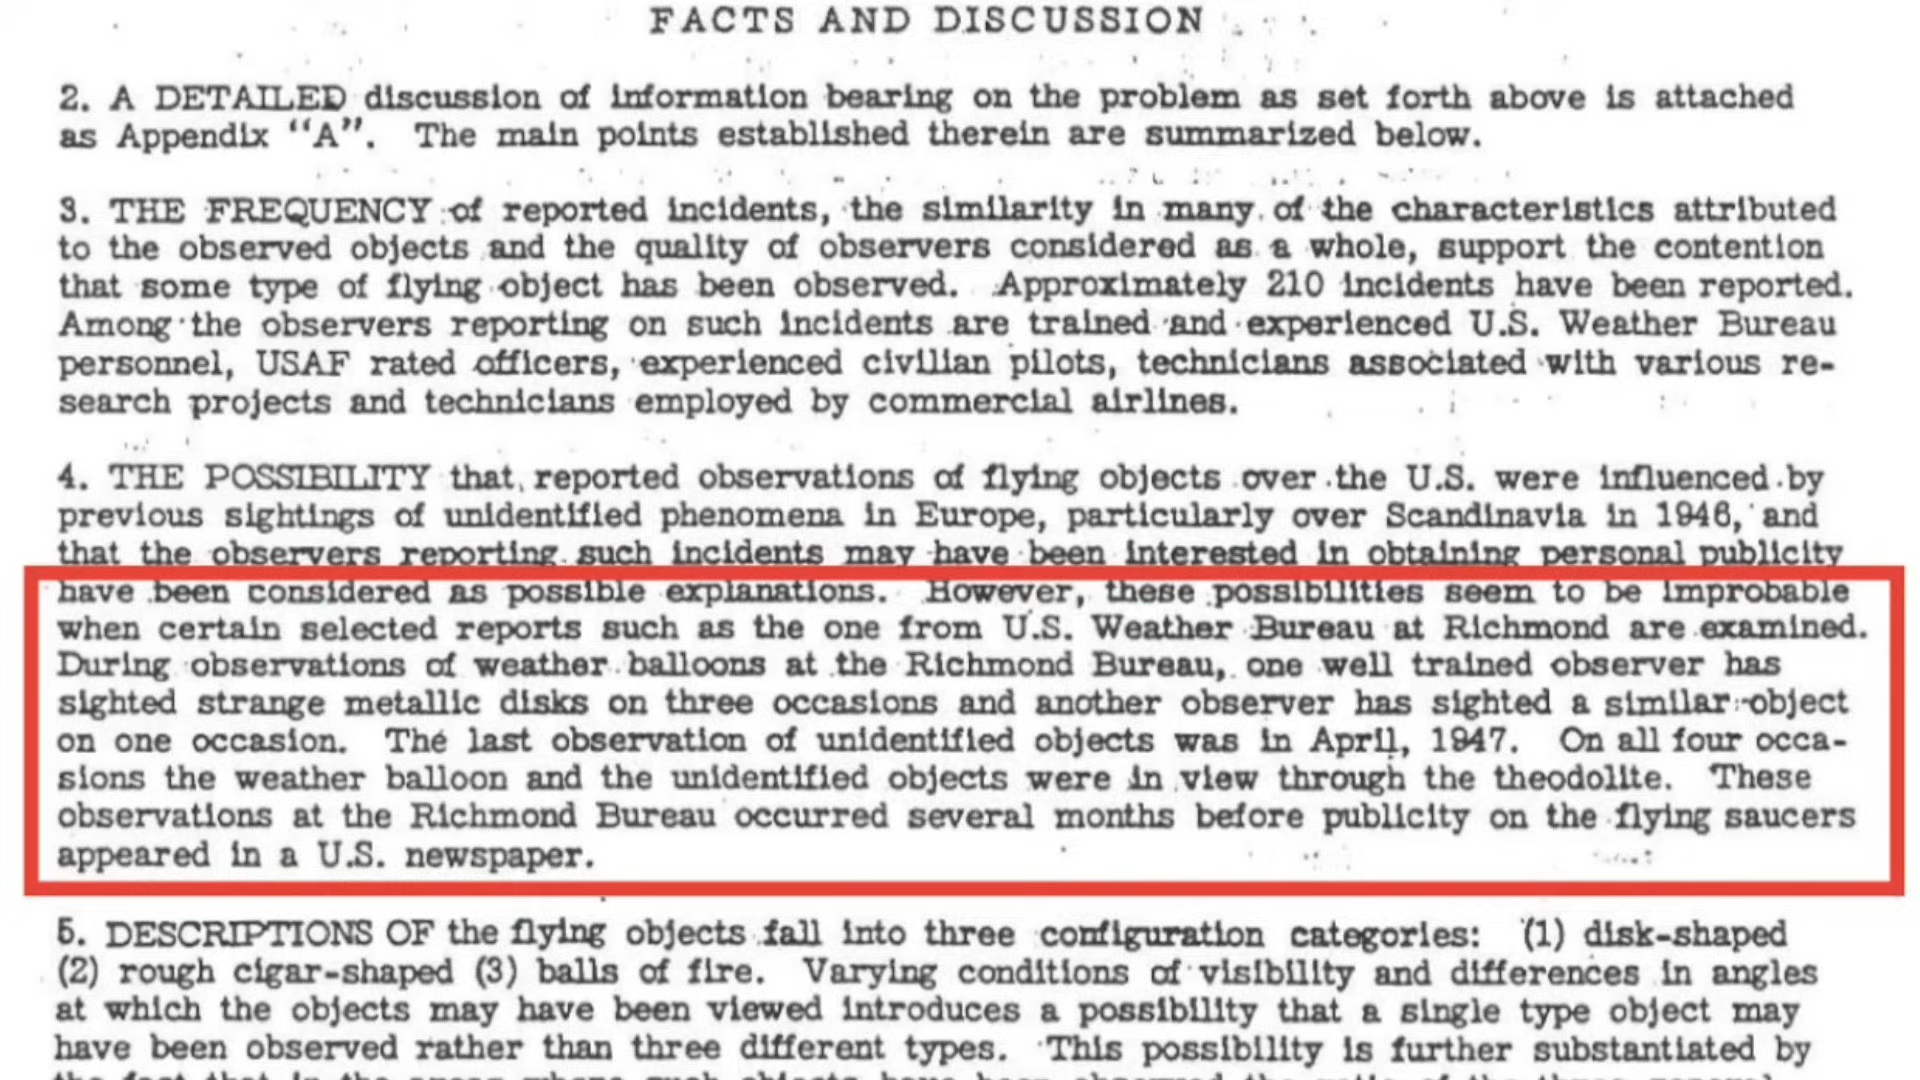 FACTS AND DISCUSSION
2. A DETAILED discussion of information bearing on the problem as set forth above is attached
as Appendix “A”. The main points established therein are summarized below.
3. THE FREQUENCY of reported incidents, the similarity in many of the characteristics attributed
to the observed objects and the quality of observers considered as a whole, support the contention
that some type of flying object has been observed. Approximately 210 incidents have been reported.
Among the observers reporting on such incidents are trained and experienced U.S. Weather Bureau
personnel, USAF rated officers, experienced civilian pilots, technicians associated with various re-
search projects and technicians employed by commercial airlines.
4. THE POSSIBILITY that reported observations of flying objects over the U.S. were influenced by
previous sightings of unidentified phenomena in Europe, particularly over Scandinavia in 1946, and
that the observers reporting such incidents may have been interested in obtaining personal publicity
have been considered as possible explanations. However, these possibilities seem to be improbable
when certain selected reports such as the one from U.S. Weather Bureau at Richmond are examined.
During observations of weather balloons at the Richmond Bureau, one well trained observer has
sighted strange metallic disks on three occasions and another observer has sighted a similar object
on one occasion. The last observation of unidentified objects was in April, 1947. On all four occa-
sions the weather balloon and the unidentified objects were in view through the theodolite. These
observations at the Richmond Bureau occurred several months before publicity on the flying saucers
appeared in a U.S. newspaper.
5. DESCRIPTIONS OF the flying objects fall into three configuration categories: (1) disk-shaped
(2) rough cigar-shaped (3) balls of fire. Varying conditions of visibility and differences in angles
at which the objects may have been viewed introduces a possibility that a single type object may
have been observed rather than three different types. This possibility is further substantiated by